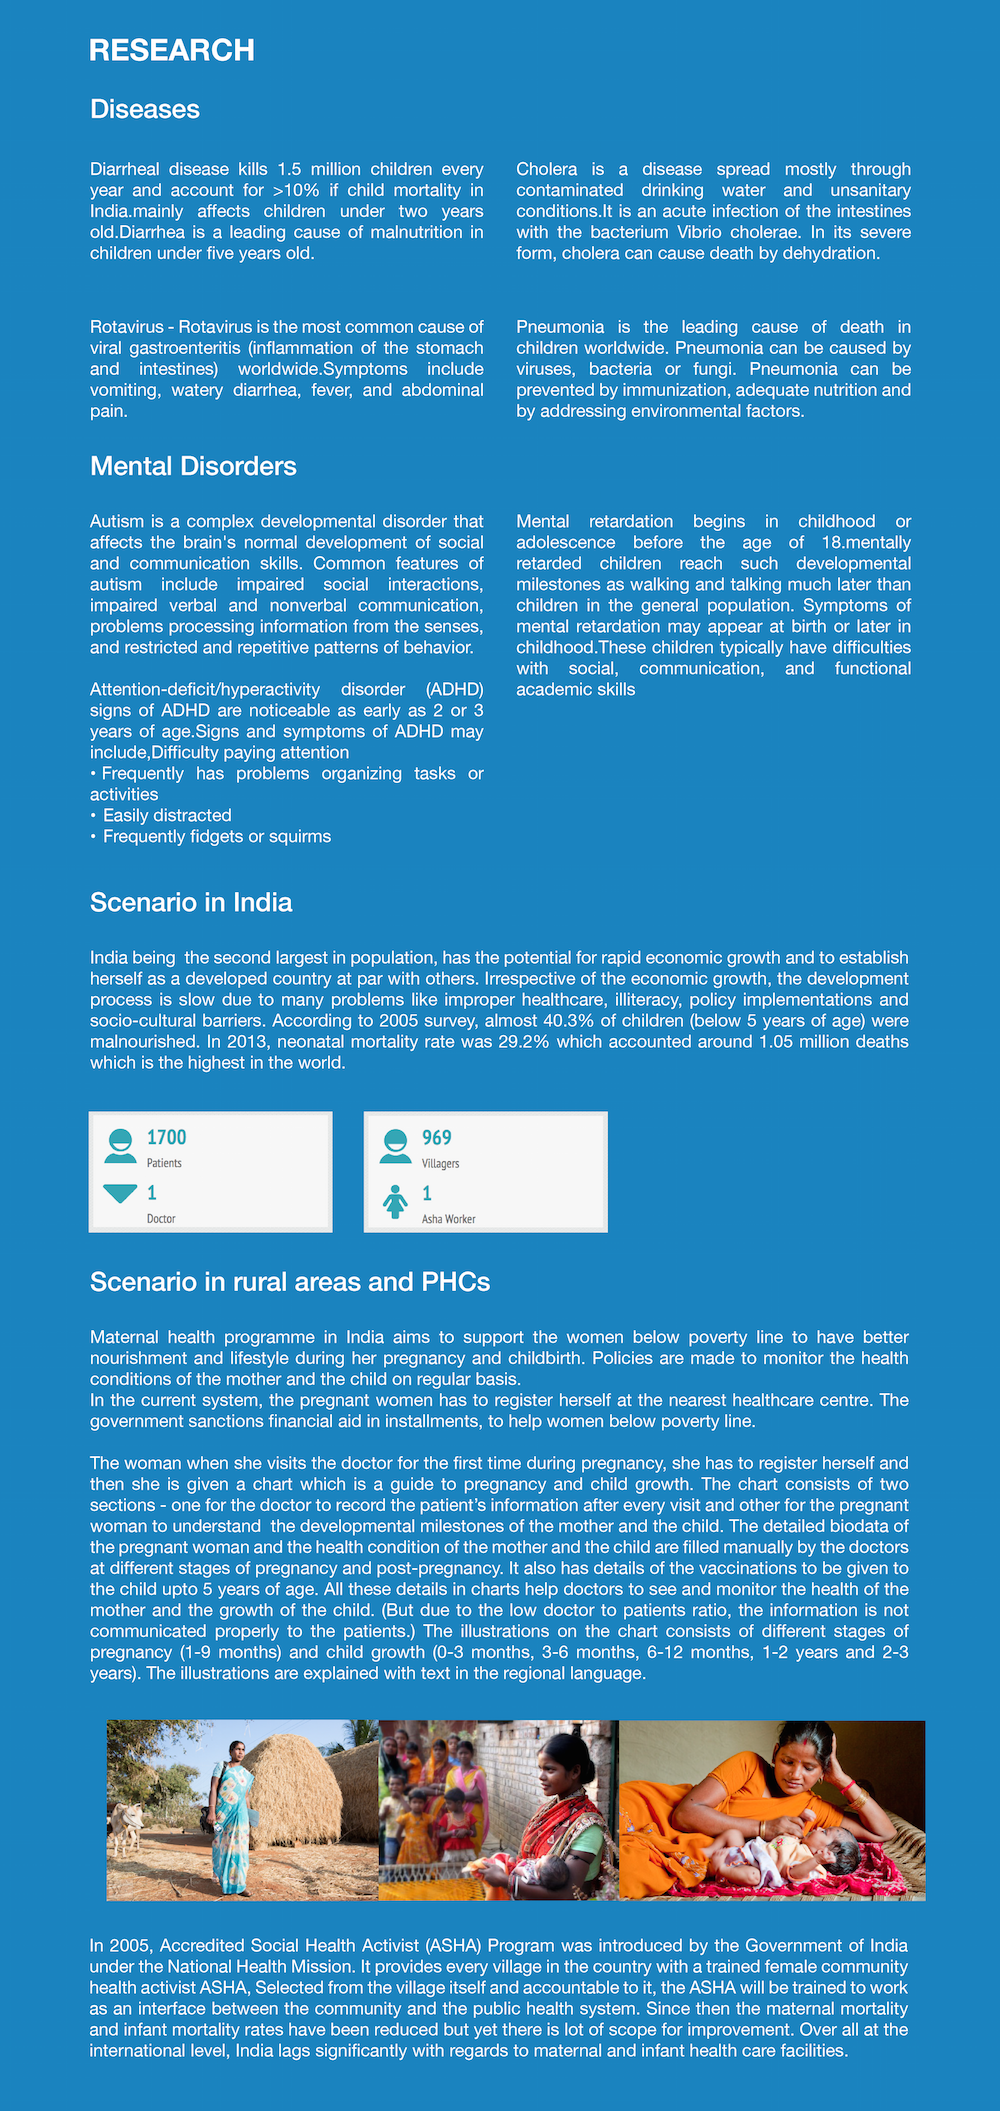 RESEARCH
Diseases
Diarrheal disease kills 1.5 million children every
year and account for >10% if child mortality in
India.mainly affects children under two years
old.Diarrhea is a leading cause of malnutrition in
children under five years old.
Cholera is a disease spread mostly through
contaminated drinking water and unsanitary
conditions.It is an acute infection of the intestines
with the bacterium Vibrio cholerae. In its severe
form, cholera can cause death by dehydration.
Rotavirus - Rotavirus is the most common cause of
viral gastroenteritis (inflammation of the stomach
and intestines) worldwide.Symptoms include
vomiting, watery diarrhea, fever, and abdominal
pain.
Pneumonia is the leading cause of death in
children worldwide. Pneumonia can be caused by
viruses, bacteria or fungi. Pneumonia can be
prevented by immunization, adequate nutrition and
by addressing environmental factors.
Mental Disorders
Autism is a complex developmental disorder that
affects the brain's normal development of social
and communication skills. Common features of
autism include impaired social interactions,
impaired verbal and nonverbal communication,
problems processing information from the senses,
and restricted and repetitive patterns of behavior.
Attention-deficit/hyperactivity disorder (ADHD)
signs of ADHD are noticeable as early as 2 or 3
years of age.Signs and symptoms of ADHD may
include,Difficulty paying attention
• Frequently has problems organizing tasks or
activities
• Easily distracted
• Frequently fidgets or squirms
Mental retardation begins in childhood or
adolescence before the age of 18.mentally
retarded children reach such developmental
milestones as walking and talking much later than
children in the general population. Symptoms of
mental retardation may appear at birth or later in
childhood.These children typically have difficulties
with social, communication, and functional
academic skills
Scenario in India
India being the second largest in population, has the potential for rapid economic growth and to establish
herself as a developed country at par with others. Irrespective of the economic growth, the development
process is slow due to many problems like improper healthcare, illiteracy, policy implementations and
socio-cultural barriers. According to 2005 survey, almost 40.3% of children (below 5 years of age) were
malnourished. In 2013, neonatal mortality rate was 29.2% which accounted around 1.05 million deaths
which is the highest in the world.
1700
Patients
1
Doctor
969
Villagers
1
Asha Worker
Scenario in rural areas and PHCs
Maternal health programme in India aims to support the women below poverty line to have better
nourishment and lifestyle during her pregnancy and childbirth. Policies are made to monitor the health
conditions of the mother and the child on regular basis.
In the current system, the pregnant women has to register herself at the nearest healthcare centre. The
government sanctions financial aid in installments, to help women below poverty line.
The woman when she visits the doctor for the first time during pregnancy, she has to register herself and
then she is given a chart which is a guide to pregnancy and child growth. The chart consists of two
sections - one for the doctor to record the patient's information after every visit and other for the pregnant
woman to understand the developmental milestones of the mother and the child. The detailed biodata of
the pregnant woman and the health condition of the mother and the child are filled manually by the doctors
at different stages of pregnancy and post-pregnancy. It also has details of the vaccinations to be given to
the child upto 5 years of age. All these details in charts help doctors to see and monitor the health of the
mother and the growth of the child. (But due to the low doctor to patients ratio, the information is not
communicated properly to the patients.) The illustrations on the chart consists of different stages of
pregnancy (1-9 months) and child growth (0-3 months, 3-6 months, 6-12 months, 1-2 years and 2-3
years). The illustrations are explained with text in the regional language.
In 2005, Accredited Social Health Activist (ASHA) Program was introduced by the Government of India
under the National Health Mission. It provides every village in the country with a trained female community
health activist ASHA, Selected from the village itself and accountable to it, the ASHA will be trained to work
as an interface between the community and the public health system. Since then the maternal mortality
and infant mortality rates have been reduced but yet there is lot of scope for improvement. Over all at the
international level, India lags significantly with regards to maternal and infant health care facilities.